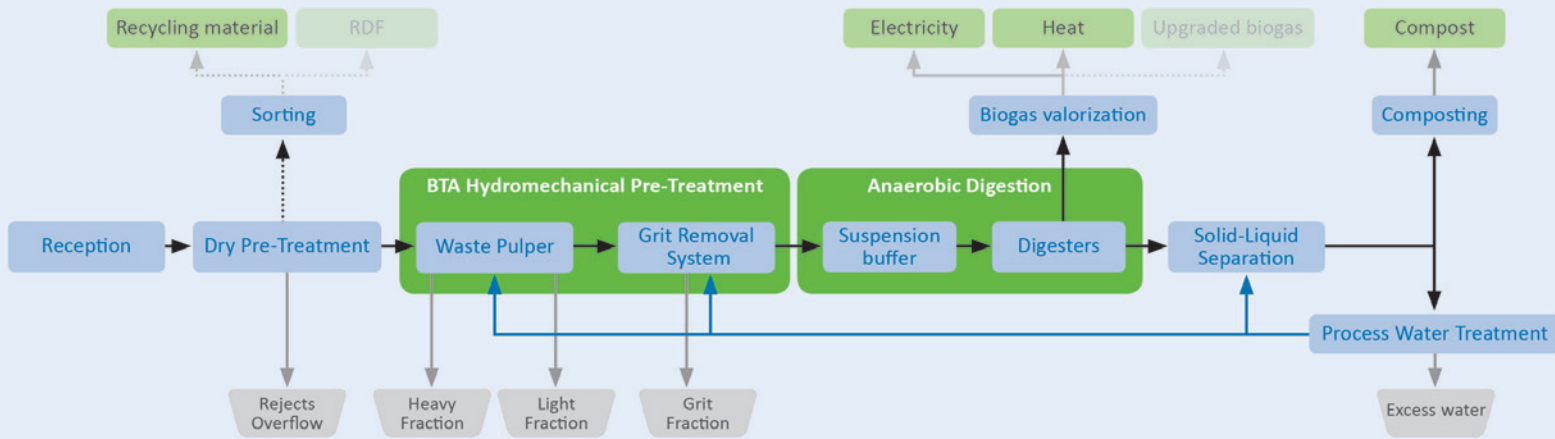 Recycling material
RDF
Electricity
Heat
Upgraded biogas
Compost
Sorting
Biogas valorization
Composting
BTA Hydromechanical Pre-Treatment
Anaerobic Digestion
Reception
Dry Pre-Treatment
Waste Pulper
Grit Removal
System
Suspension
buffer
Digesters
Solid-Liquid
Separation
Process Water Treatment
Rejects
Overflow
Heavy
Fraction
Light
Fraction
Grit
Fraction
Excess water